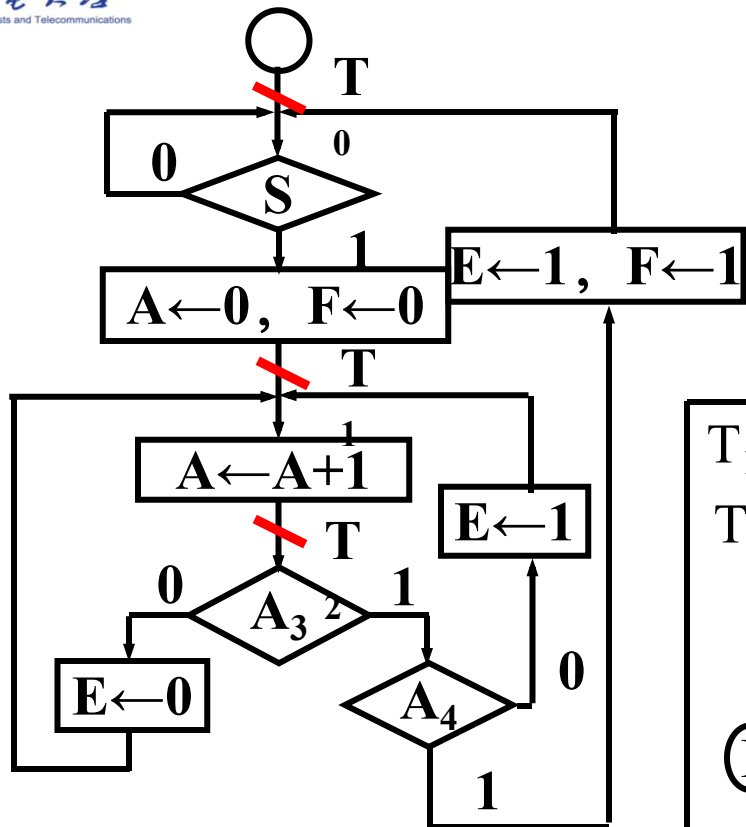 sts and Telecommunications
T
0
0
S
1
A←0, F←0
E←1, F←1
T
1
A←A+1
E←1
T
T
T
0
A₃
2
1
E←0
A₄
0
1